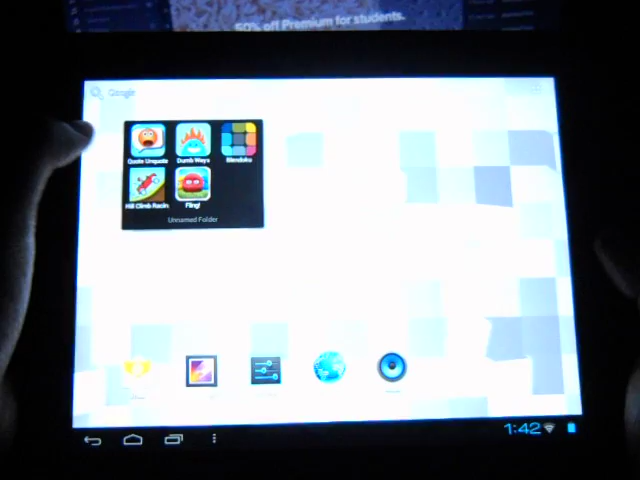 50% off Premium for students.
Google
Quote Unquote Dumb Ways Blendoku
Hill Climb Racin Fling!
Unnamed Folder
1:42